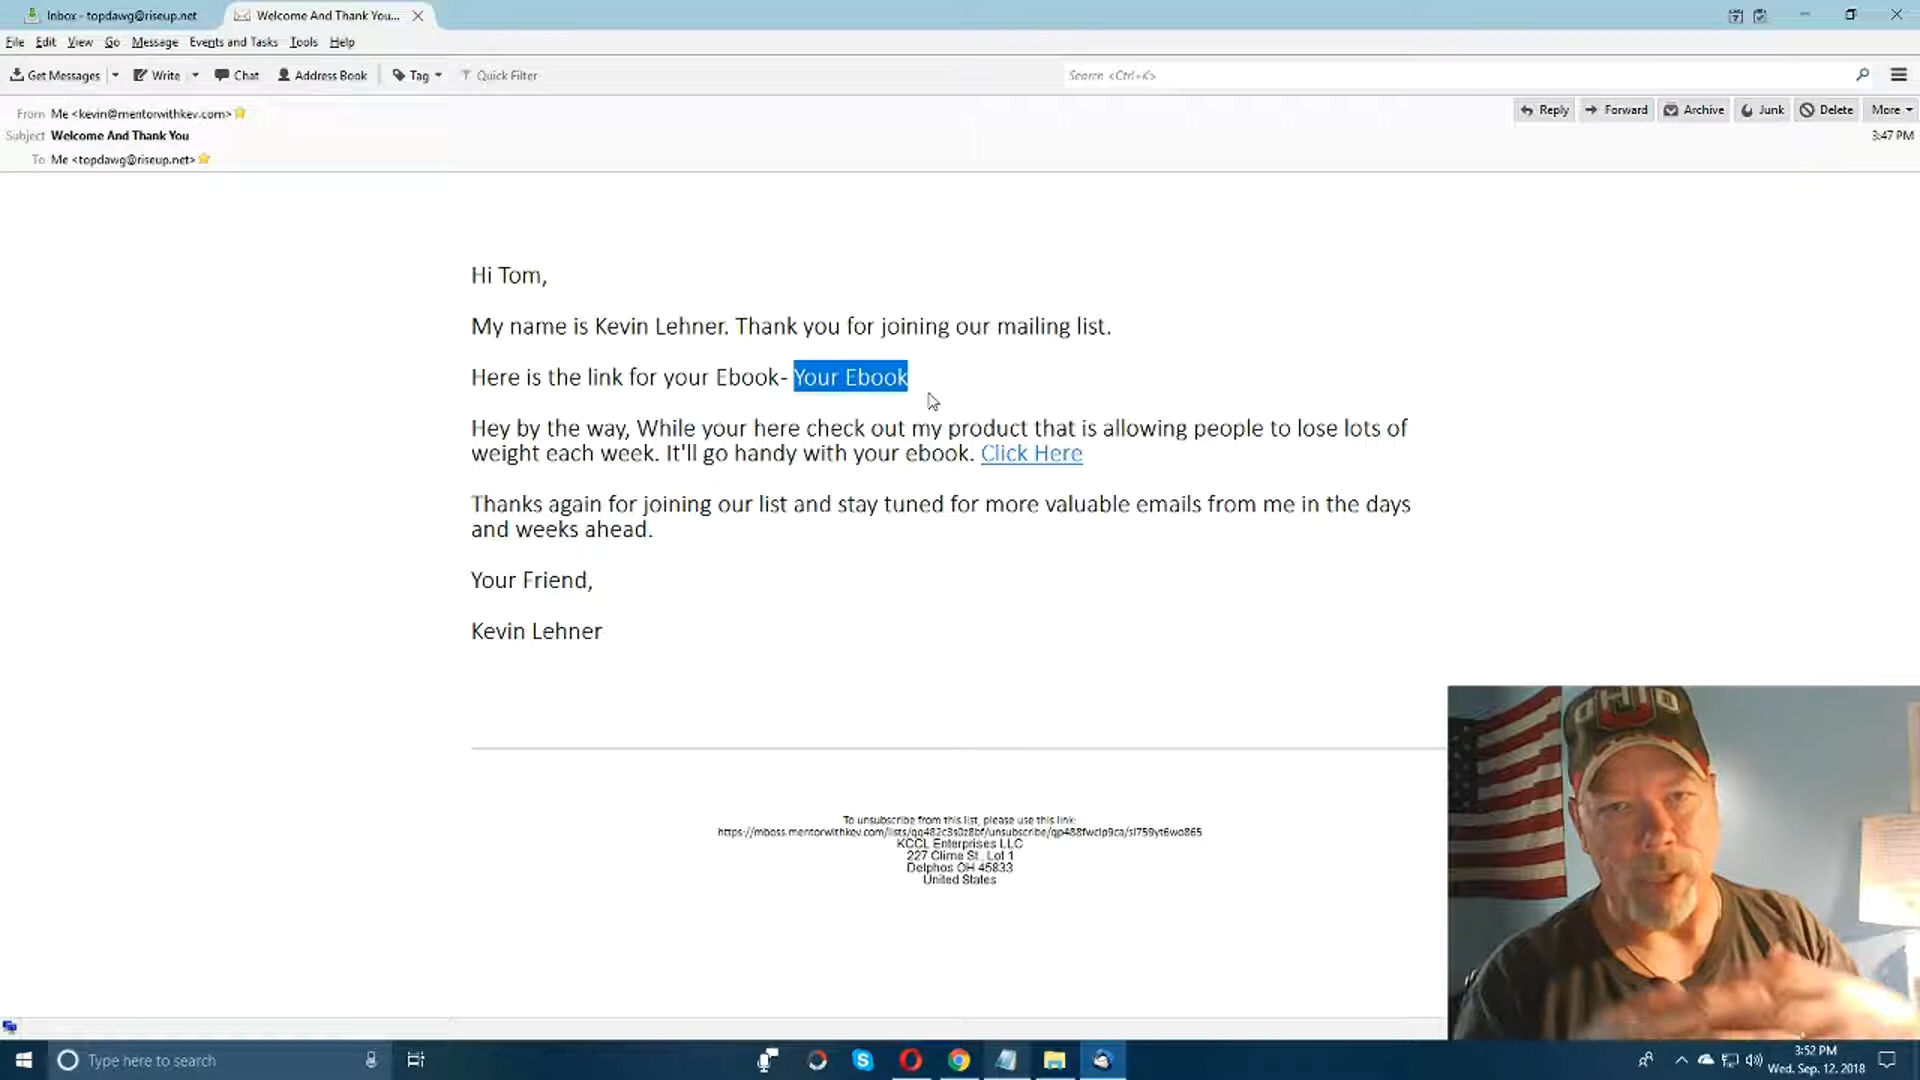 Inbox - topdawg@riseup.net
Welcome And Thank You...
File Edit View Go Message Events and Tasks Tools Help
Get Messages Write Chat Address Book Tag Quick Filter Search <Ctrl+K>
From Me <kevin@mentorwithkev.com> Reply Forward Archive Junk Delete More
Subject Welcome And Thank You 3:47 PM
To Me <topdawg@riseup.net>
Hi Tom,
My name is Kevin Lehner. Thank you for joining our mailing list.
Here is the link for your Ebook- Your Ebook
Hey by the way, While your here check out my product that is allowing people to lose lots of
weight each week. It'll go handy with your ebook. Click Here
Thanks again for joining our list and stay tuned for more valuable emails from me in the days
and weeks ahead.
Your Friend,
Kevin Lehner
OHIO
To unsubscribe from this list, please use this link:
KCCL Enterprises LLC
227 Clime St., Lot 1
Delphos OH 45833
United States
Type here to search
3:52 PM
Wed. Sep. 12, 2018